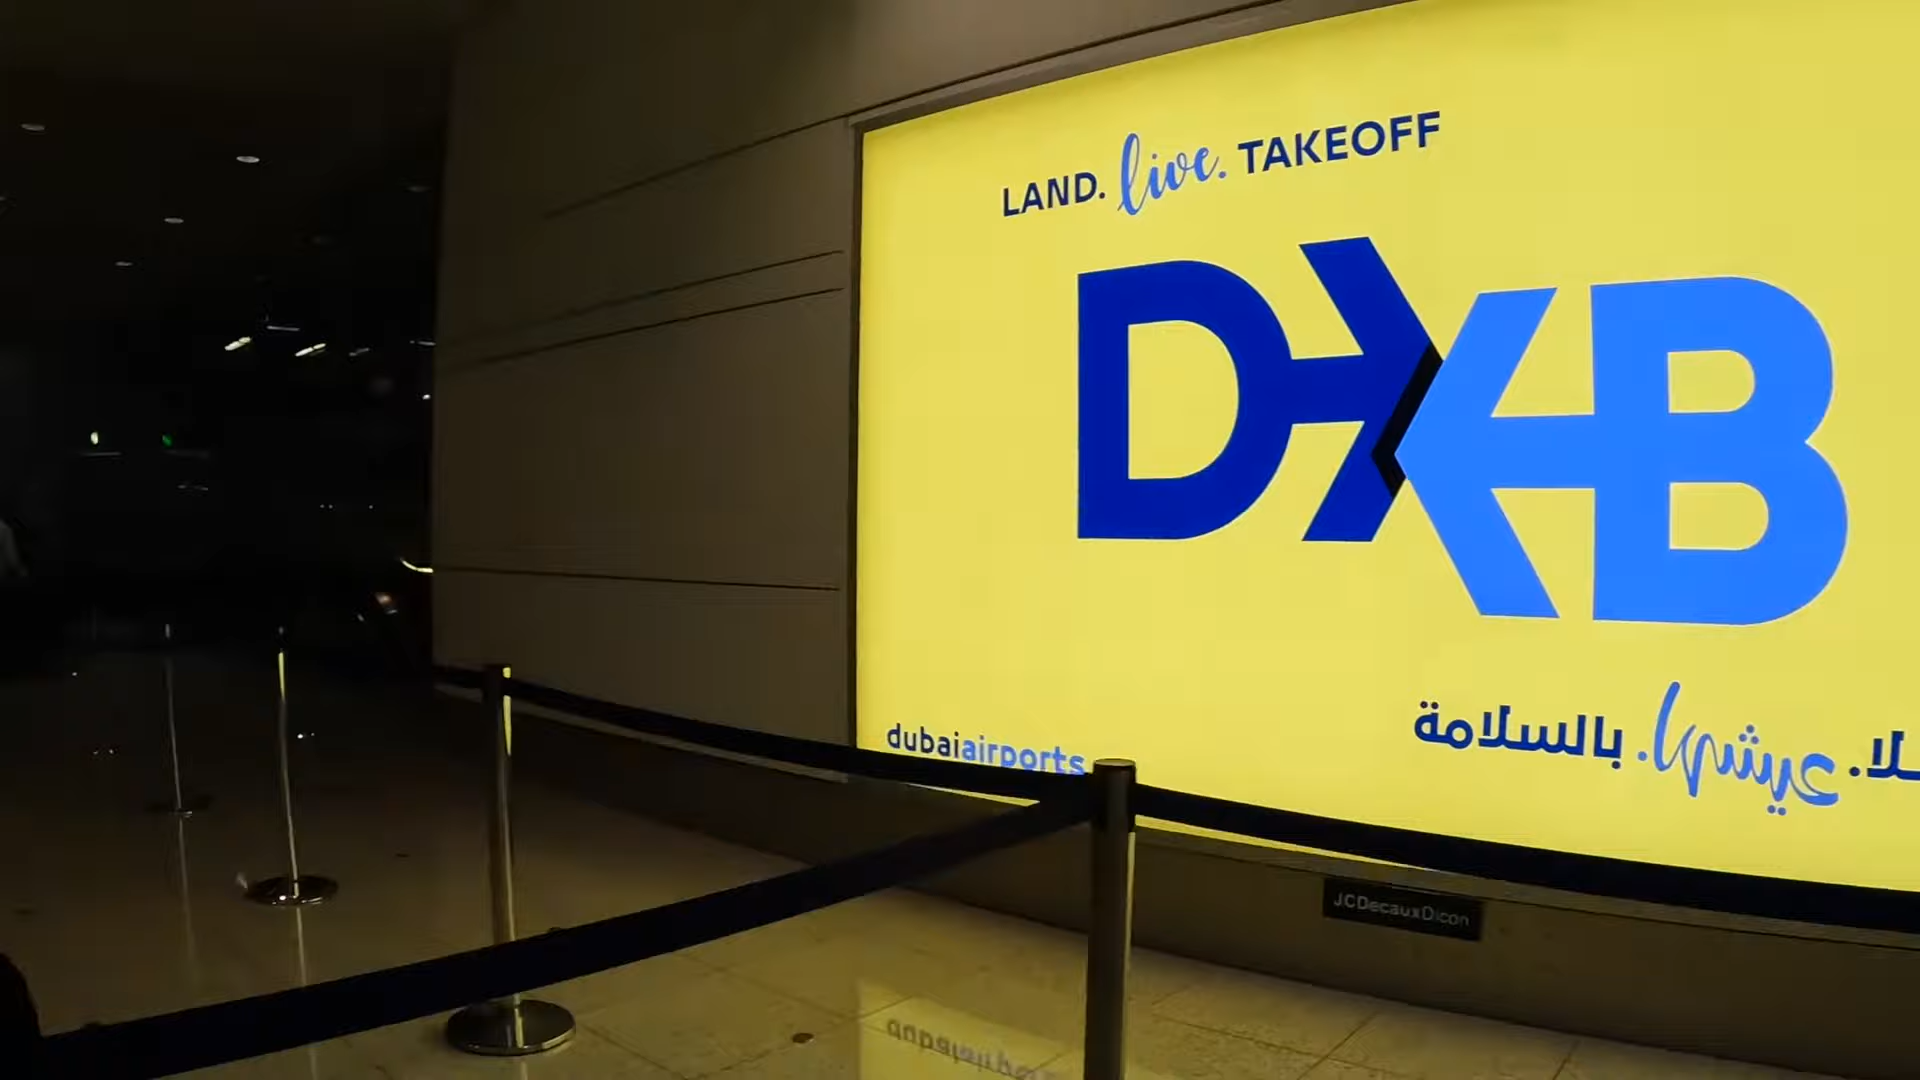 LAND. live. TAKEOFF
DXB
عيشها. بالسلامة
dubaiairports
JCDecauxDicon